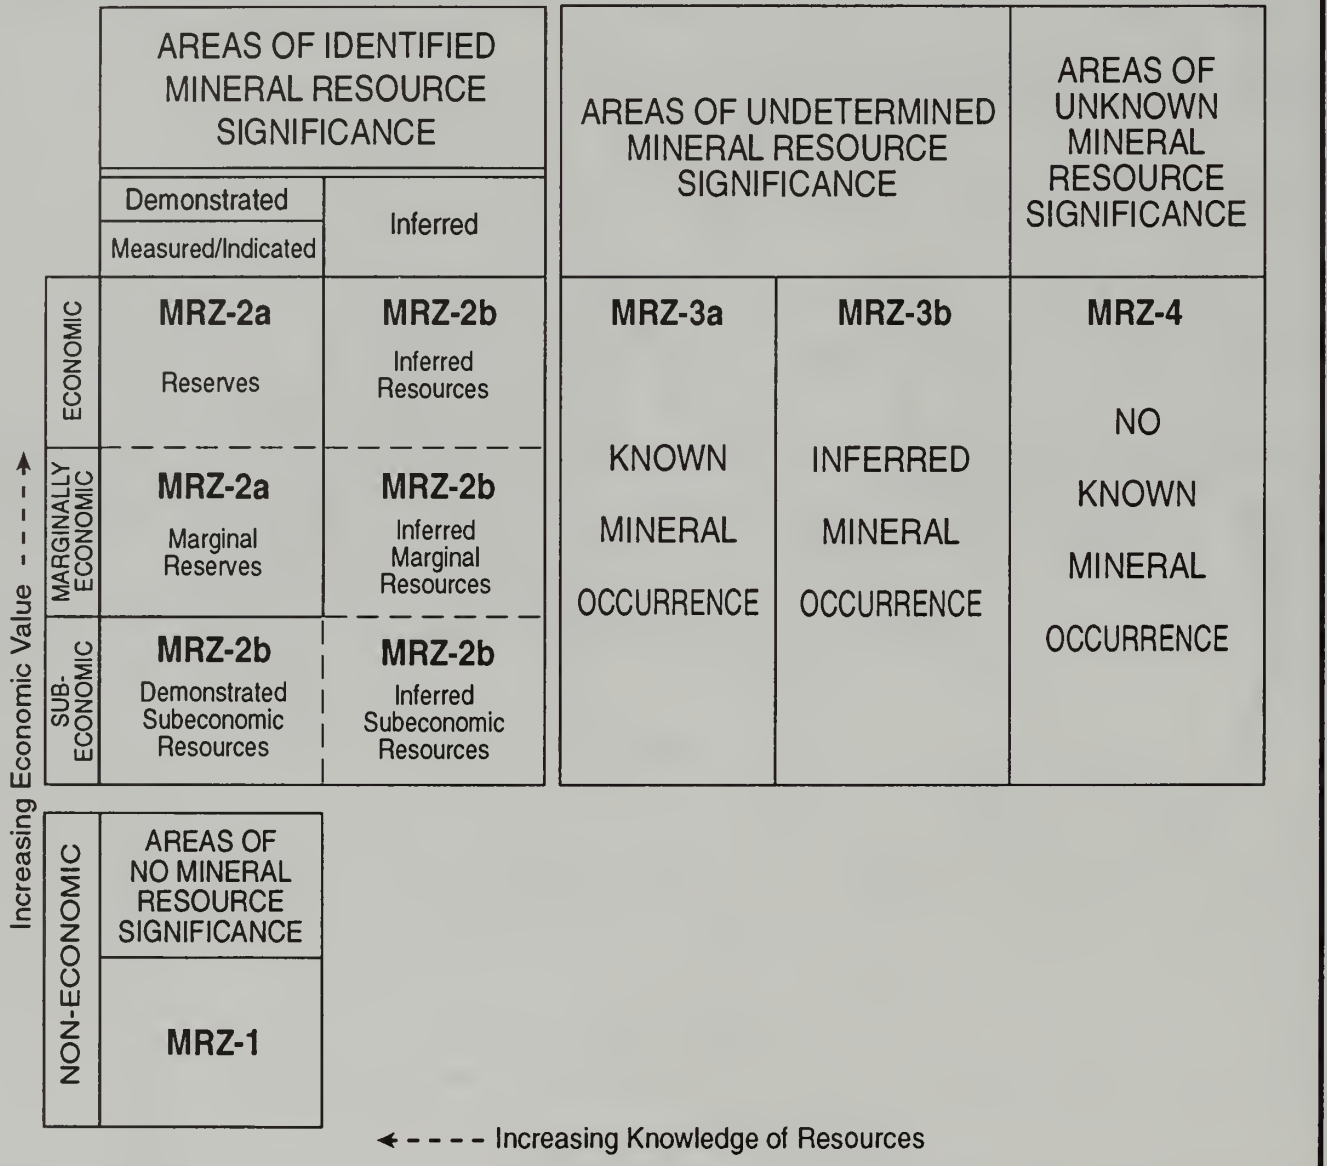 AREAS OF IDENTIFIED
MINERAL RESOURCE
SIGNIFICANCE
AREAS OF UNDETERMINED
MINERAL RESOURCE
SIGNIFICANCE
AREAS OF
UNKNOWN
MINERAL
RESOURCE
SIGNIFICANCE
Demonstrated
Measured/Indicated
Inferred
ECONOMIC
MRZ-2a
Reserves
MRZ-2b
Inferred
Resources
MARGINALLY
ECONOMIC
MRZ-2a
Marginal
Reserves
MRZ-2b
Inferred
Marginal
Resources
SUB-
ECONOMIC
MRZ-2b
Demonstrated
Subeconomic
Resources
MRZ-2b
Inferred
Subeconomic
Resources
MRZ-3a
KNOWN
MINERAL
OCCURRENCE
MRZ-3b
INFERRED
MINERAL
OCCURRENCE
MRZ-4
NO
KNOWN
MINERAL
OCCURRENCE
Increasing Economic Value
NON-ECONOMIC
AREAS OF
NO MINERAL
RESOURCE
SIGNIFICANCE
MRZ-1
Increasing Knowledge of Resources